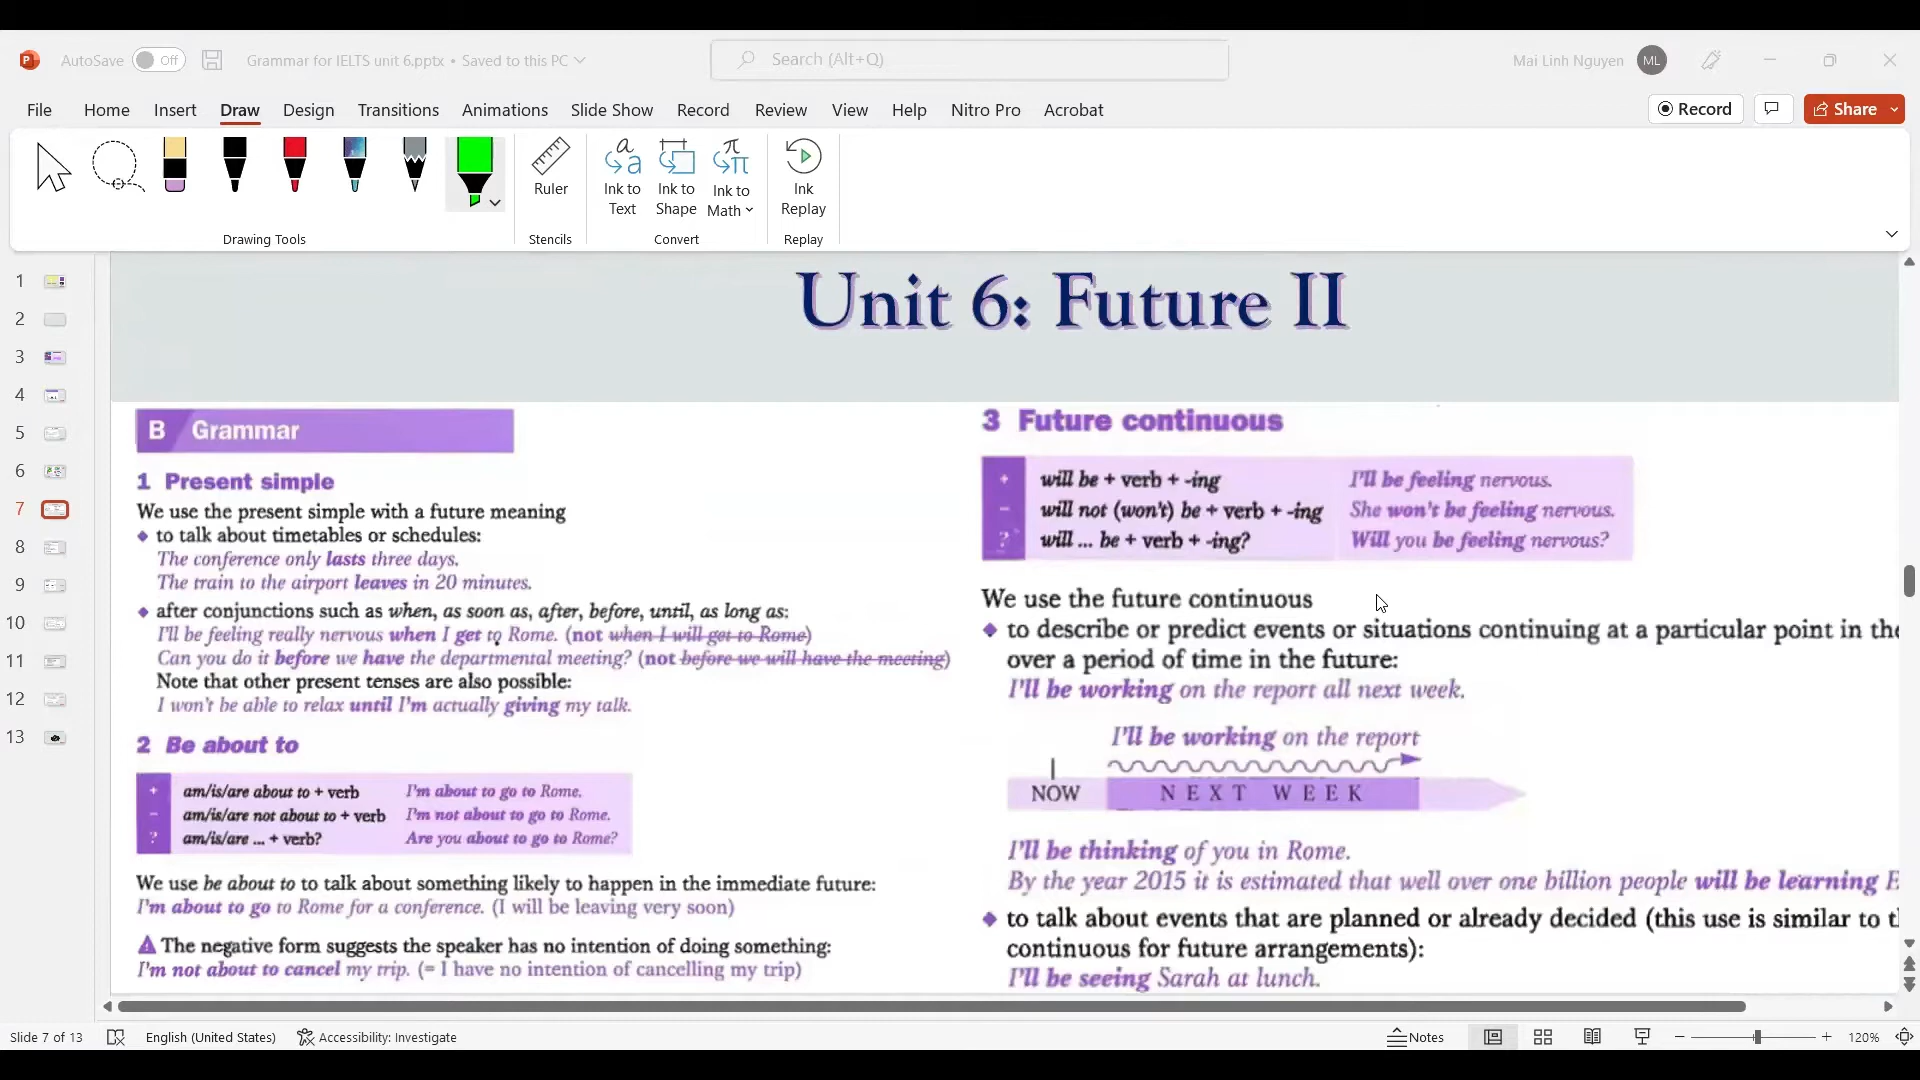 AutoSave Off Grammar for IELTS unit 6.pptx • Saved to this PC Search (Alt+Q) Mai Linh Nguyen ML
File Home Insert Draw Design Transitions Animations Slide Show Record Review View Help Nitro Pro Acrobat Record Share
Ruler
Ink to Text
Ink to Shape
Ink to Math
Ink Replay
Drawing Tools Stencils Convert Replay
1
2
3
4
5
6
7
8
9
10
11
12
13
Unit 6: Future II
B Grammar
1 Present simple
We use the present simple with a future meaning
◆ to talk about timetables or schedules:
The conference only lasts three days.
The train to the airport leaves in 20 minutes.
◆ after conjunctions such as when, as soon as, after, before, until, as long as:
I'll be feeling really nervous when I get to Rome. (not when I will get to Rome)
Can you do it before we have the departmental meeting? (not before we will have the meeting)
Note that other present tenses are also possible:
I won't be able to relax until I'm actually giving my talk.
2 Be about to
+ am/is/are about to + verb I'm about to go to Rome.
- am/is/are not about to + verb I'm not about to go to Rome.
? am/is/are ... + verb? Are you about to go to Rome?
We use be about to to talk about something likely to happen in the immediate future:
I'm about to go to Rome for a conference. (I will be leaving very soon)
The negative form suggests the speaker has no intention of doing something:
I'm not about to cancel my trip. (= I have no intention of cancelling my trip)
3 Future continuous
+ will be + verb + -ing I'll be feeling nervous.
- will not (won't) be + verb + -ing She won't be feeling nervous.
? will ... be + verb + -ing? Will you be feeling nervous?
We use the future continuous
◆ to describe or predict events or situations continuing at a particular point in the
over a period of time in the future:
I'll be working on the report all next week.
I'll be working on the report
NOW NEXT WEEK
I'll be thinking of you in Rome.
By the year 2015 it is estimated that well over one billion people will be learning E
◆ to talk about events that are planned or already decided (this use is similar to t
continuous for future arrangements):
I'll be seeing Sarah at lunch.
Slide 7 of 13 English (United States) Accessibility: Investigate Notes 120%